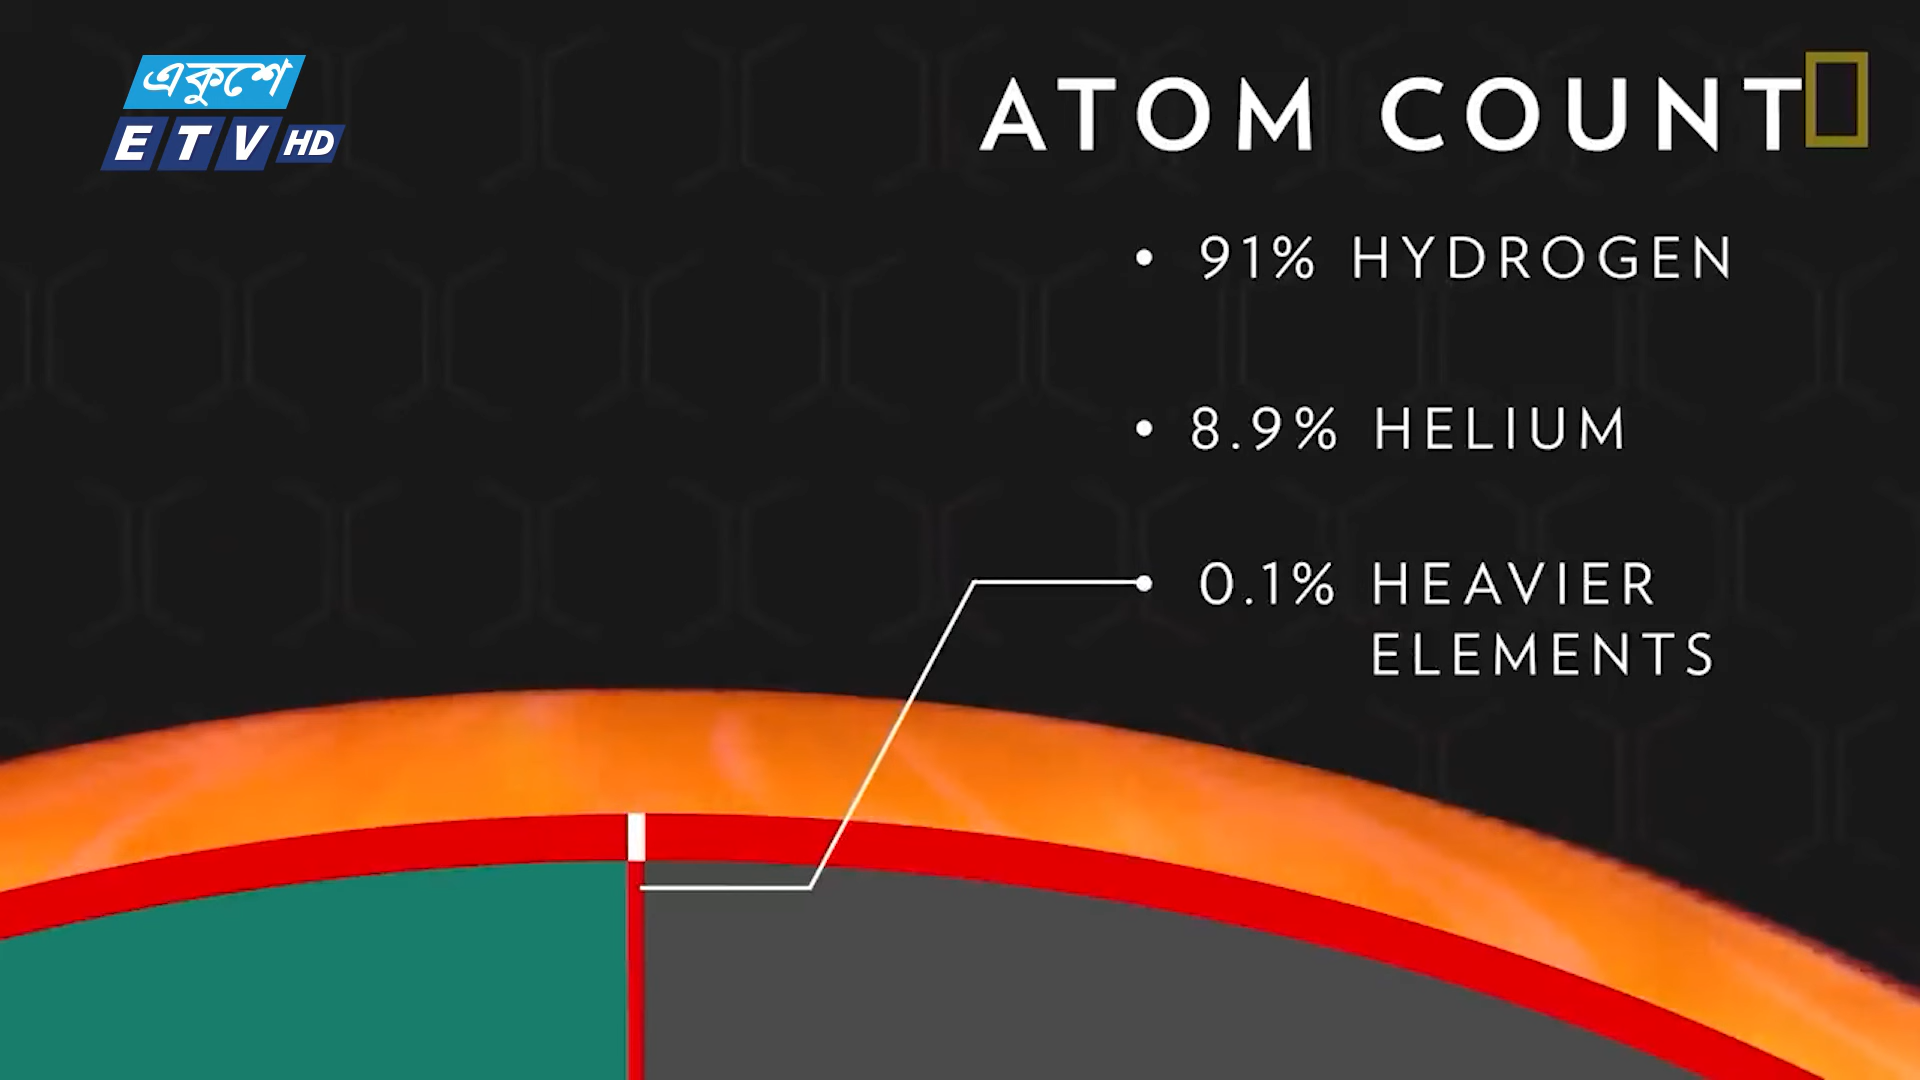 একুশে
ETV HD
ATOM COUNT
• 91% HYDROGEN
• 8.9% HELIUM
• 0.1% HEAVIER
ELEMENTS